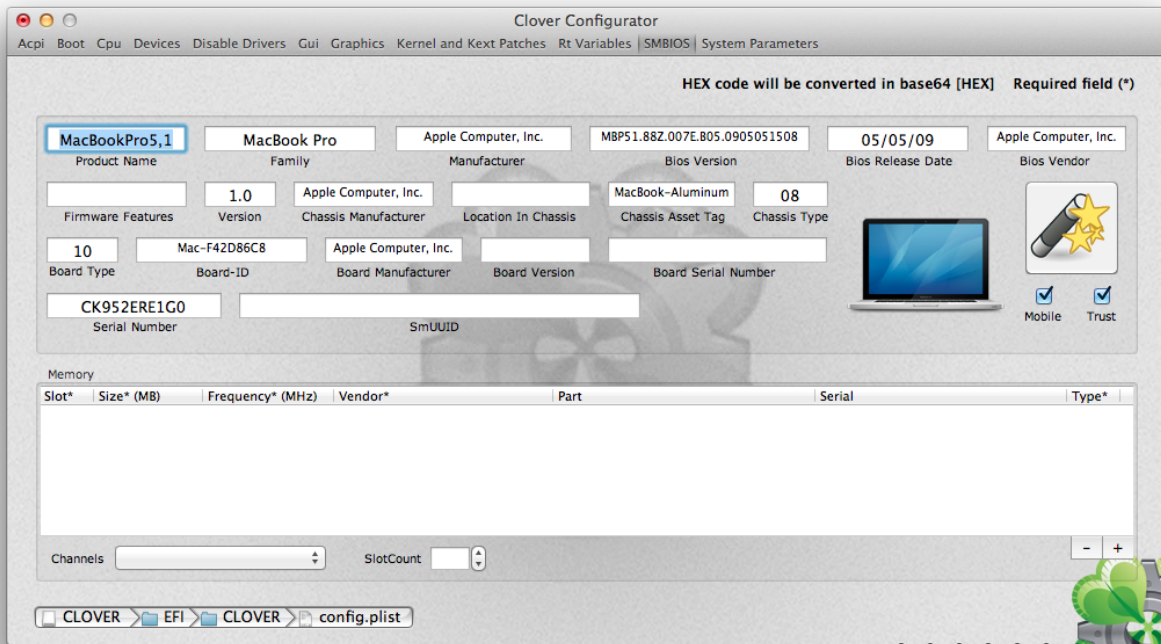 Clover Configurator
Acpi Boot Cpu Devices Disable Drivers Gui Graphics Kernel and Kext Patches Rt Variables SMBIOS System Parameters
HEX code will be converted in base64 [HEX] Required field (*)
MacBookPro5,1 MacBook Pro Apple Computer, Inc. MBP51.88Z.007E.B05.0905051508 05/05/09 Apple Computer, Inc.
Product Name Family Manufacturer Bios Version Bios Release Date Bios Vendor
1.0 Apple Computer, Inc. MacBook-Aluminum 08
Firmware Features Version Chassis Manufacturer Location In Chassis Chassis Asset Tag Chassis Type
10 Mac-F42D86C8 Apple Computer, Inc.
Board Type Board-ID Board Manufacturer Board Version Board Serial Number
CK952ERE1G0
Serial Number SmUUID
Mobile Trust
Memory
Slot* Size* (MB) Frequency* (MHz) Vendor* Part Serial Type*
Channels SlotCount - +
CLOVER EFI CLOVER config.plist